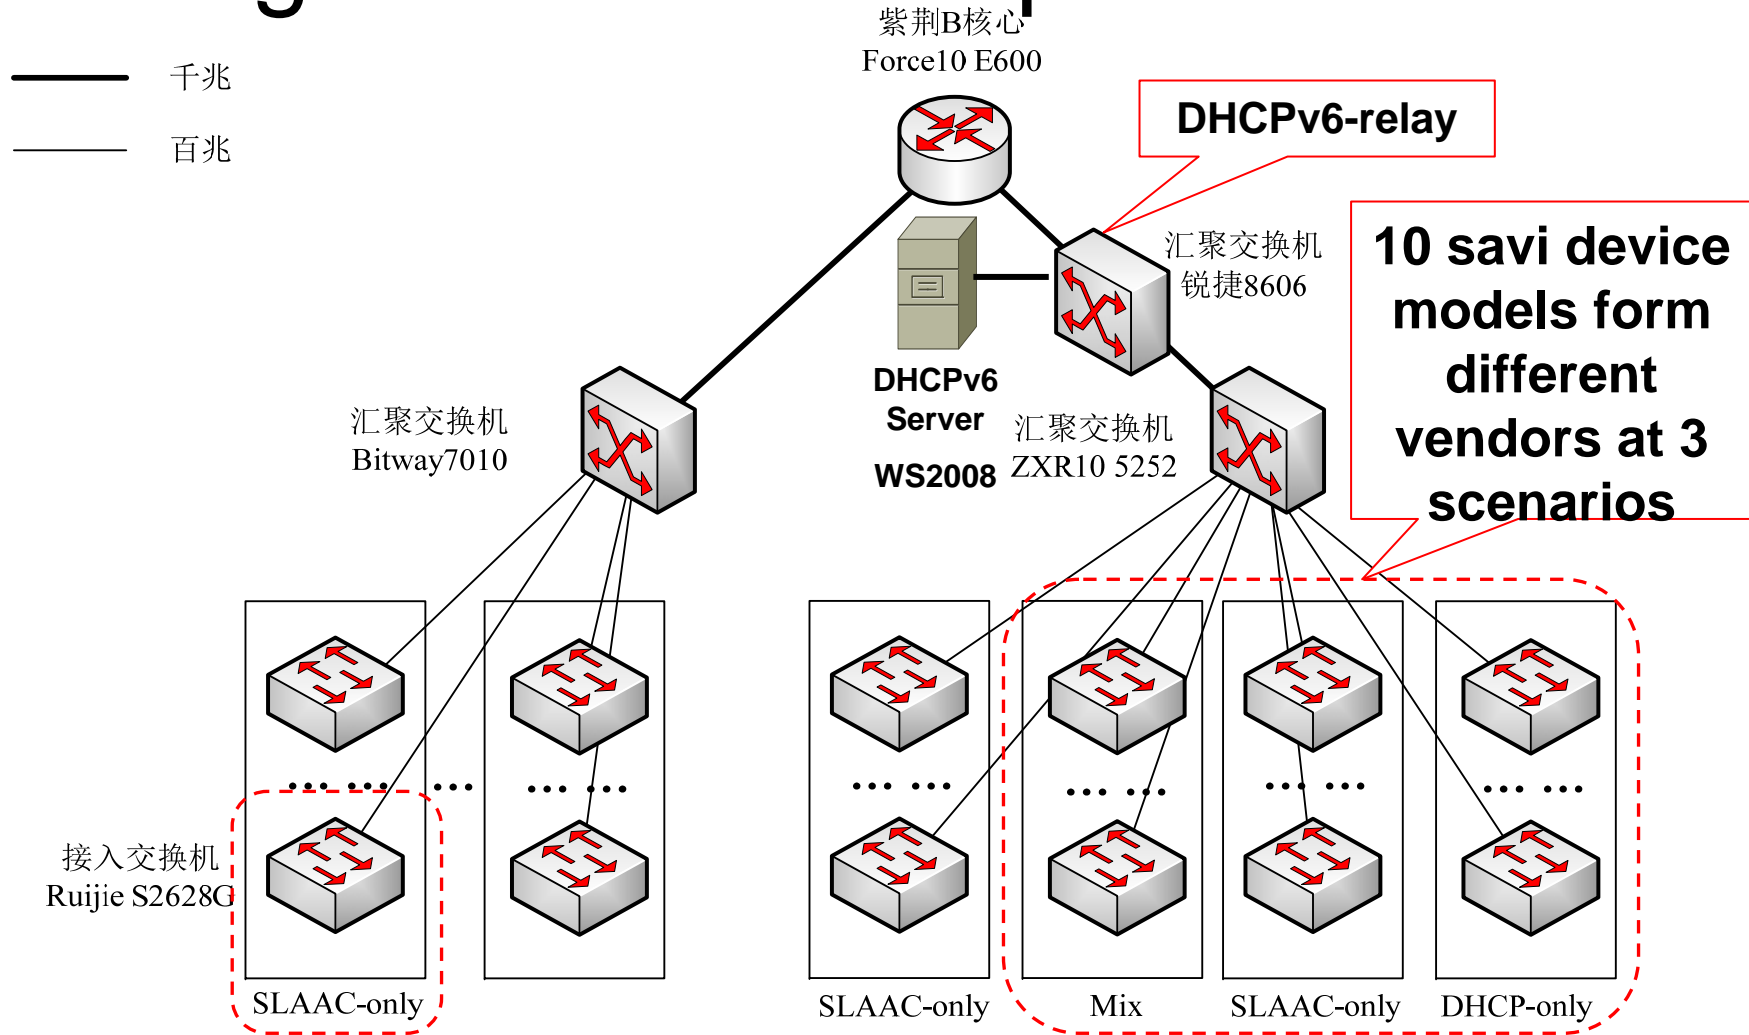 紫荆B核心
Force10 E600
千兆
百兆
DHCPv6-relay
汇聚交换机
锐捷8606
10 savi device
models form
different
vendors at 3
scenarios
DHCPv6
Server
WS2008
汇聚交换机
Bitway7010
汇聚交换机
ZXR10 5252
接入交换机
Ruijie S2628G
SLAAC-only
SLAAC-only
Mix
SLAAC-only
DHCP-only